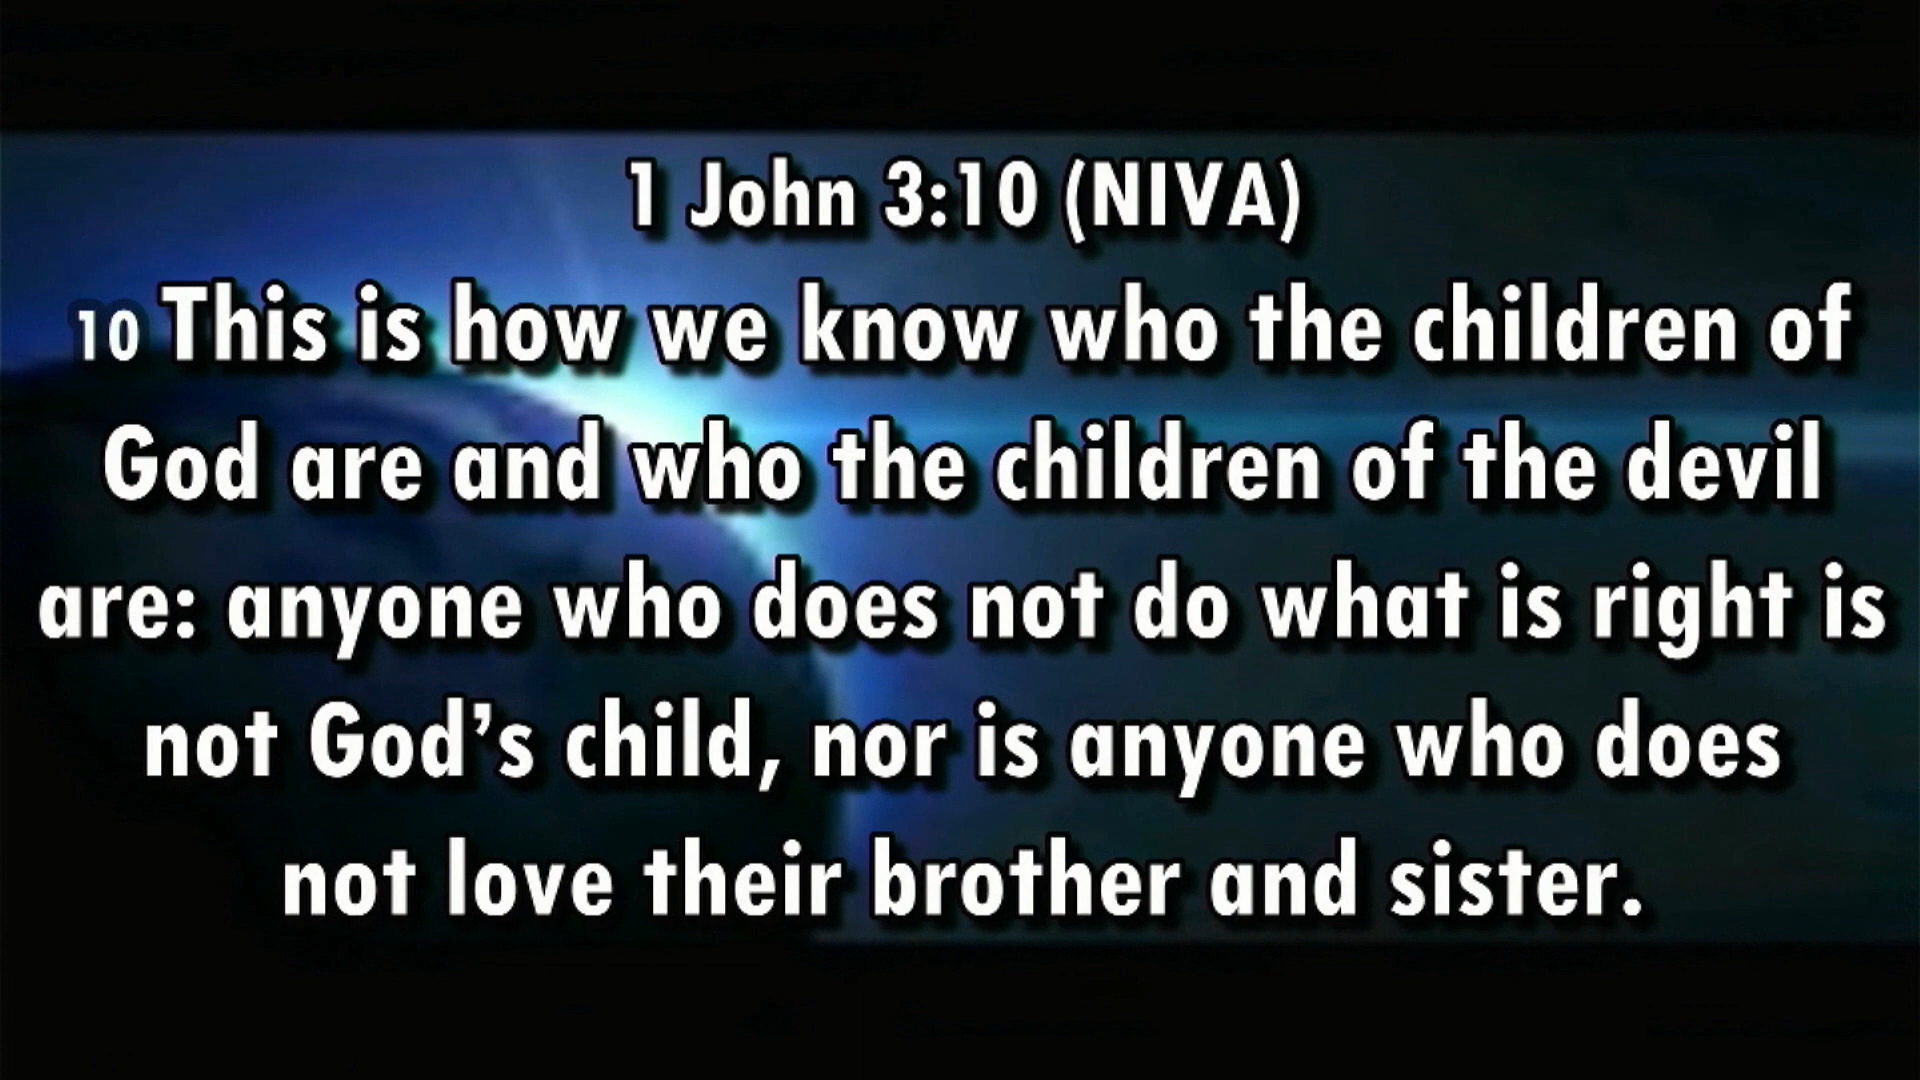 1 John 3:10 (NIVA)
10 This is how we know who the children of
God are and who the children of the devil
are: anyone who does not do what is right is
not God’s child, nor is anyone who does
not love their brother and sister.